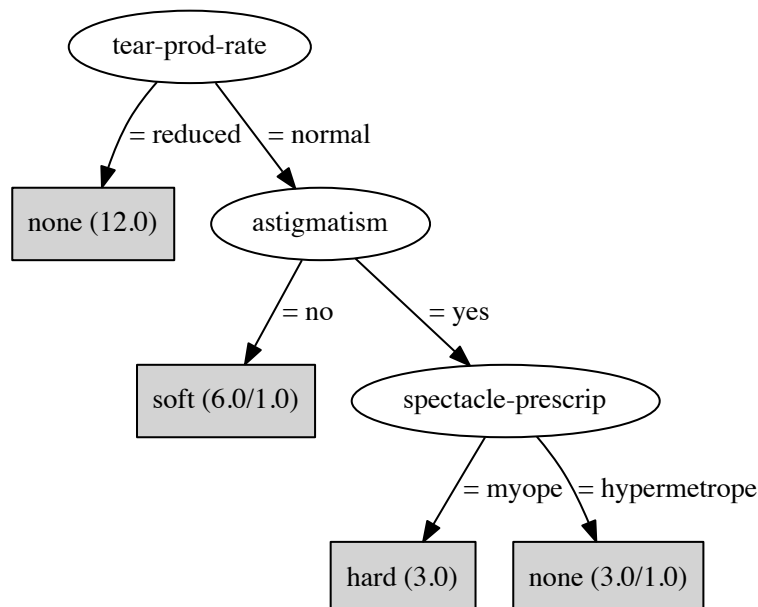 tear-prod-rate
= reduced
= normal
none (12.0)
astigmatism
= no
= yes
soft (6.0/1.0)
spectacle-prescrip
= myope
= hypermetrope
hard (3.0)
none (3.0/1.0)